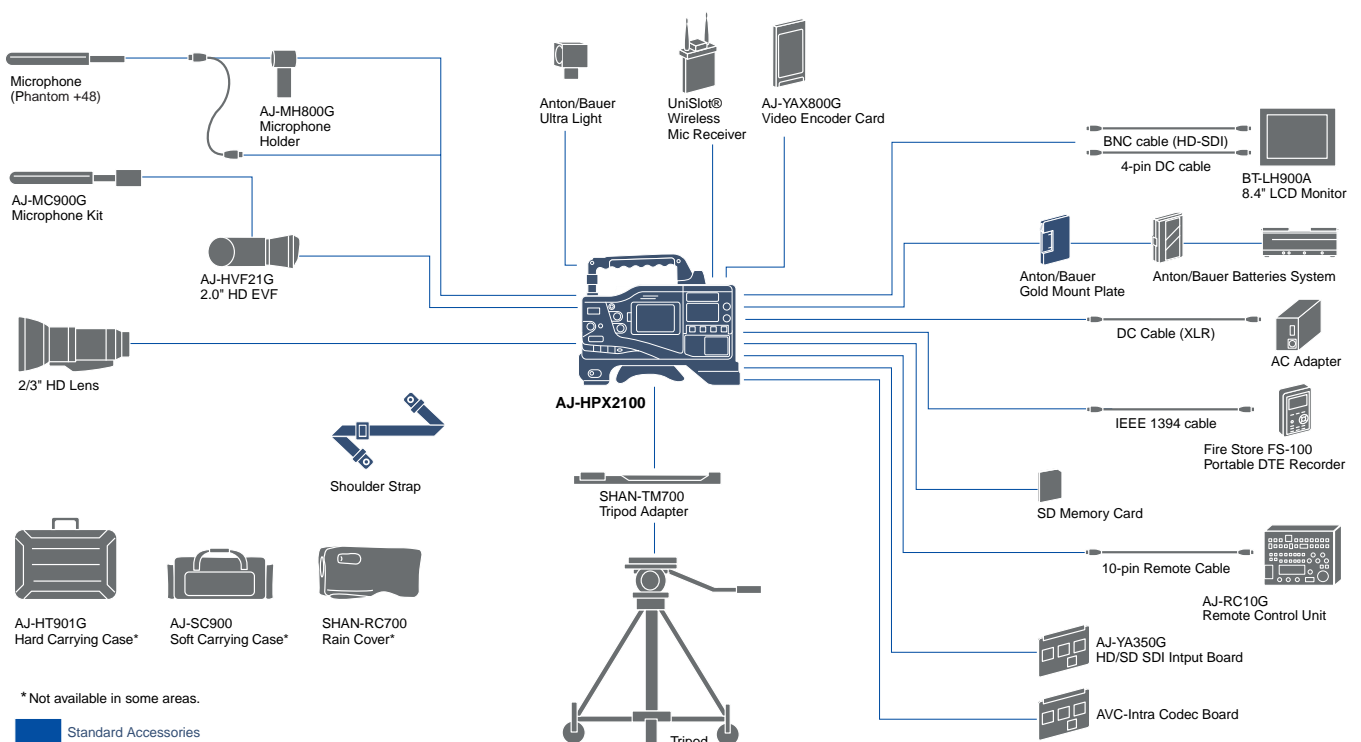 Microphone
(Phantom +48)
AJ-MH800G
Microphone
Holder
AJ-MC900G
Microphone Kit
AJ-HVF21G
2.0" HD EVF
2/3" HD Lens
Anton/Bauer
Ultra Light
UniSlot®
Wireless
Mic Receiver
AJ-YAX800G
Video Encoder Card
BNC cable (HD-SDI)
4-pin DC cable
BT-LH900A
8.4" LCD Monitor
Anton/Bauer
Gold Mount Plate
Anton/Bauer Batteries System
DC Cable (XLR)
AC Adapter
AJ-HPX2100
IEEE 1394 cable
Fire Store FS-100
Portable DTE Recorder
Shoulder Strap
SHAN-TM700
Tripod Adapter
SD Memory Card
10-pin Remote Cable
AJ-RC10G
Remote Control Unit
AJ-HT901G
Hard Carrying Case*
AJ-SC900
Soft Carrying Case*
SHAN-RC700
Rain Cover*
AJ-YA350G
HD/SD SDI Intput Board
AVC-Intra Codec Board
*Not available in some areas.
Standard Accessories
Tripod